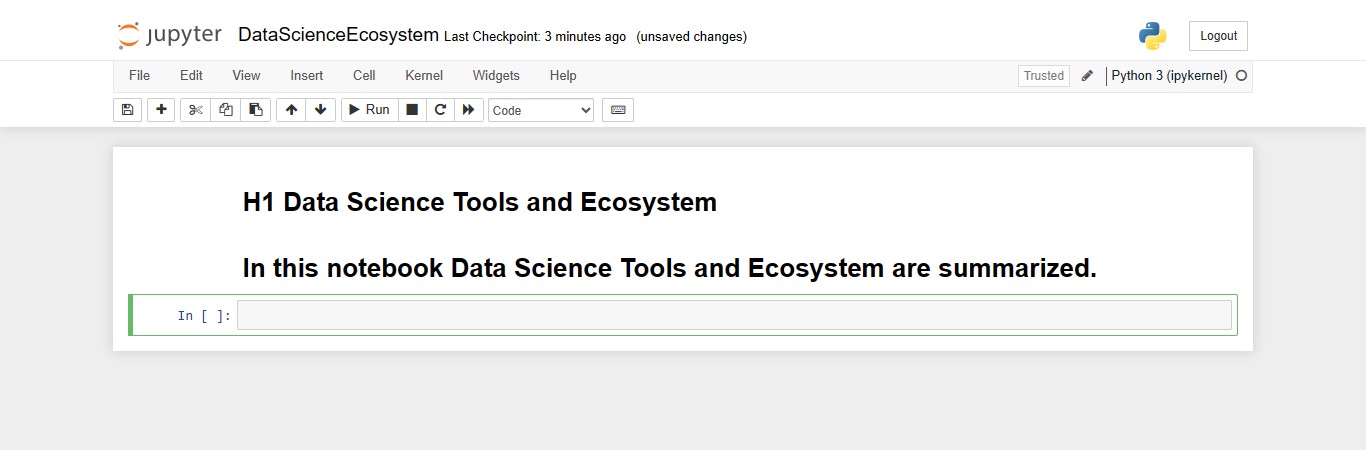 jupyter DataScienceEcosystem Last Checkpoint: 3 minutes ago (unsaved changes) Logout
File Edit View Insert Cell Kernel Widgets Help Trusted Python 3 (ipykernel)
Run Code
H1 Data Science Tools and Ecosystem
In this notebook Data Science Tools and Ecosystem are summarized.
In [ ]: